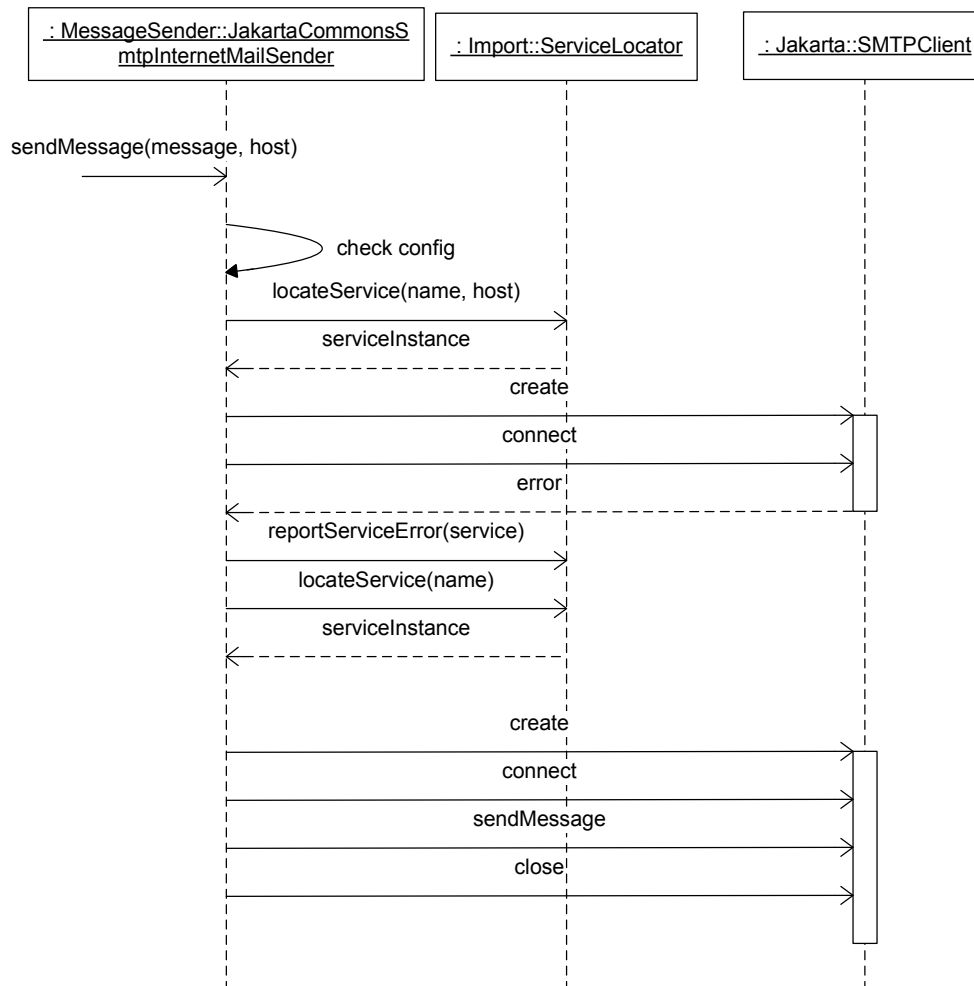 : MessageSender::JakartaCommonsS
mtpInternetMailSender
: Import::ServiceLocator
: Jakarta::SMTPClient
sendMessage(message, host)
check config
locateService(name, host)
serviceInstance
create
connect
error
reportServiceError(service)
locateService(name)
serviceInstance
create
connect
sendMessage
close